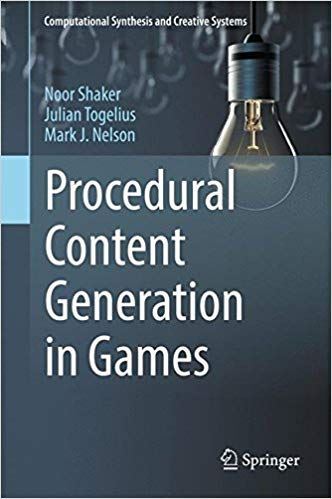 Computational Synthesis and Creative Systems
Noor Shaker
Julian Togelius
Mark J. Nelson
Procedural
Content
Generation
in Games
Springer